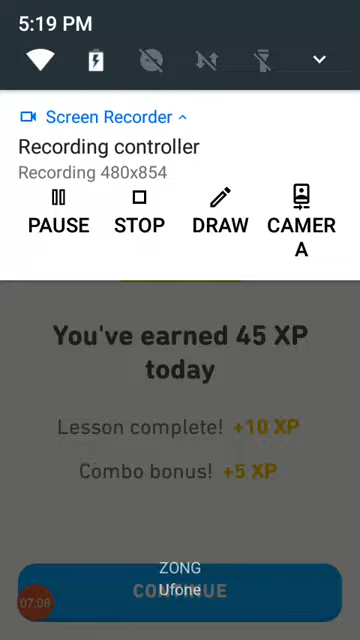 5:19 PM
Screen Recorder
Recording controller
Recording 480x854
PAUSE
STOP
DRAW
CAMER
A
You've earned 45 XP
today
Lesson complete! +10 XP
Combo bonus! +5 XP
ZONG
CONTINUE
Ufone
07:08